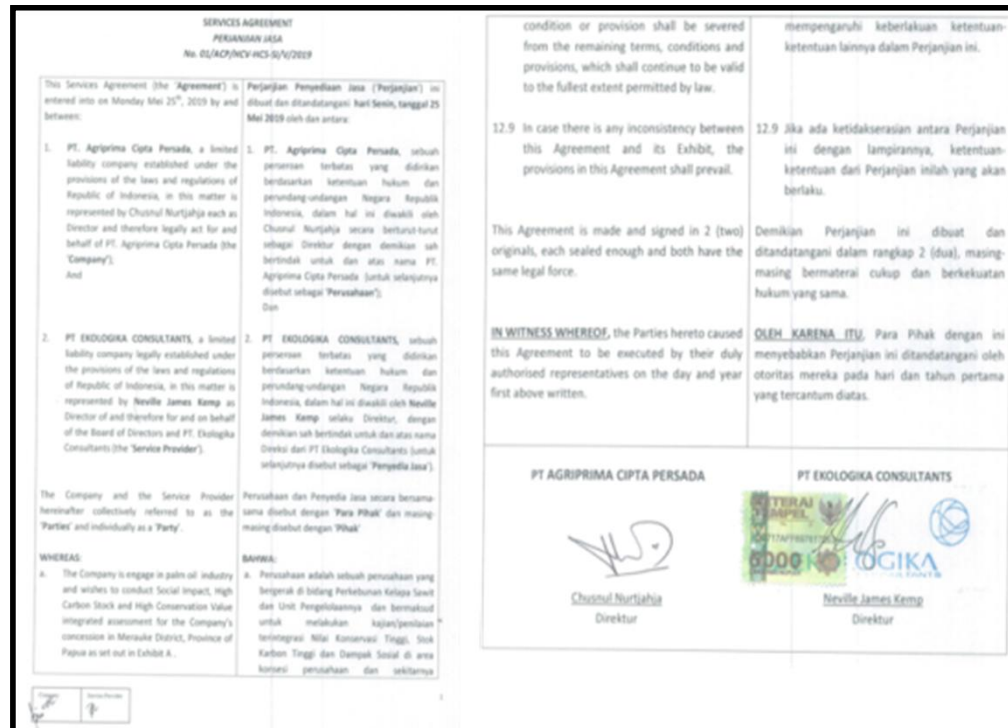 SERVICES AGREEMENT
PERJANJIAN JASA
No. 01/ACP/HCV-HCS-SI/V/2019
This Services Agreement (the 'Agreement') is
entered into on Monday Mei 25th, 2019 by and
between:
1. PT. Agriprima Cipta Persada, a limited
liability company established under the
provisions of the laws and regulations of
Republic of Indonesia, in this matter is
represented by Chusnul Nurtjahja each as
Director and therefore legally act for and
behalf of PT. Agriprima Cipta Persada (the
'Company');
And
2. PT EKOLOGIKA CONSULTANTS, a limited
liability company legally established under
the provisions of the laws and regulations
of Republic of Indonesia, in this matter is
represented by Neville James Kemp as
Director of and therefore for and on behalf
of the Board of Directors and PT. Ekologika
Consultants (the 'Service Provider').
The Company and the Service Provider
hereinafter collectively referred to as the
'Parties' and individually as a 'Party'.
WHEREAS:
a. The Company is engage in palm oil industry
and wishes to conduct Social Impact, High
Carbon Stock and High Conservation Value
integrated assessment for the Company's
concession in Merauke District, Province of
Papua as set out in Exhibit A .
Perjanjian Penyediaan Jasa ('Perjanjian') ini
dibuat dan ditandatangani hari Senin, tanggal 25
Mei 2019 oleh dan antara:
1. PT. Agriprima Cipta Persada, sebuah
perseroan terbatas yang didirikan
berdasarkan ketentuan hukum dan
perundang-undangan Negara Republik
Indonesia, dalam hal ini diwakili oleh
Chusnul Nurtjahja secara berturut-turut
sebagai Direktur dengan demikian sah
bertindak untuk dan atas nama PT.
Agriprima Cipta Persada (untuk selanjutnya
disebut sebagai 'Perusahaan');
Dan
2. PT EKOLOGIKA CONSULTANTS, sebuah
perseroan terbatas yang didirikan
berdasarkan ketentuan hukum dan
perundang-undangan Negara Republik
Indonesia, dalam hal ini diwakili oleh Neville
James Kemp selaku Direktur, dengan
demikian sah bertindak untuk dan atas nama
Direksi dari PT Ekologika Consultants (untuk
selanjutnya disebut sebagai 'Penyedia Jasa').
Perusahaan dan Penyedia Jasa secara bersama-
sama disebut dengan 'Para Pihak' dan masing-
masing disebut dengan 'Pihak'
BAHWA:
a. Perusahaan adalah sebuah perusahaan yang
bergerak di bidang Perkebunan Kelapa Sawit
dan Unit Pengelolaannya dan bermaksud
untuk melakukan kajian/penilaian
terintegrasi Nilai Konservasi Tinggi, Stok
Karbon Tinggi dan Dampak Sosial di area
konsesi perusahaan dan sekitarnya
1
condition or provision shall be severed
from the remaining terms, conditions and
provisions, which shall continue to be valid
to the fullest extent permitted by law.
12.9 In case there is any inconsistency between
this Agreement and its Exhibit, the
provisions in this Agreement shall prevail.
This Agreement is made and signed in 2 (two)
originals, each sealed enough and both have the
same legal force.
IN WITNESS WHEREOF, the Parties hereto caused
this Agreement to be executed by their duly
authorised representatives on the day and year
first above written.
mempengaruhi keberlakuan ketentuan-
ketentuan lainnya dalam Perjanjian ini.
12.9 Jika ada ketidakserasian antara Perjanjian
ini dengan lampirannya, ketentuan-
ketentuan dari Perjanjian inilah yang akan
berlaku.
Demikian Perjanjian ini dibuat dan
ditandatangani dalam rangkap 2 (dua), masing-
masing bermaterai cukup dan berkekuatan
hukum yang sama.
OLEH KARENA ITU, Para Pihak dengan ini
menyebabkan Perjanjian ini ditandatangani oleh
otoritas mereka pada hari dan tahun pertama
yang tercantum diatas.
PT AGRIPRIMA CIPTA PERSADA
Chusnul Nurtjahja
Direktur
PT EKOLOGIKA CONSULTANTS
METERAI
TEMPEL
6000
OGIKA
Neville James Kemp
Direktur